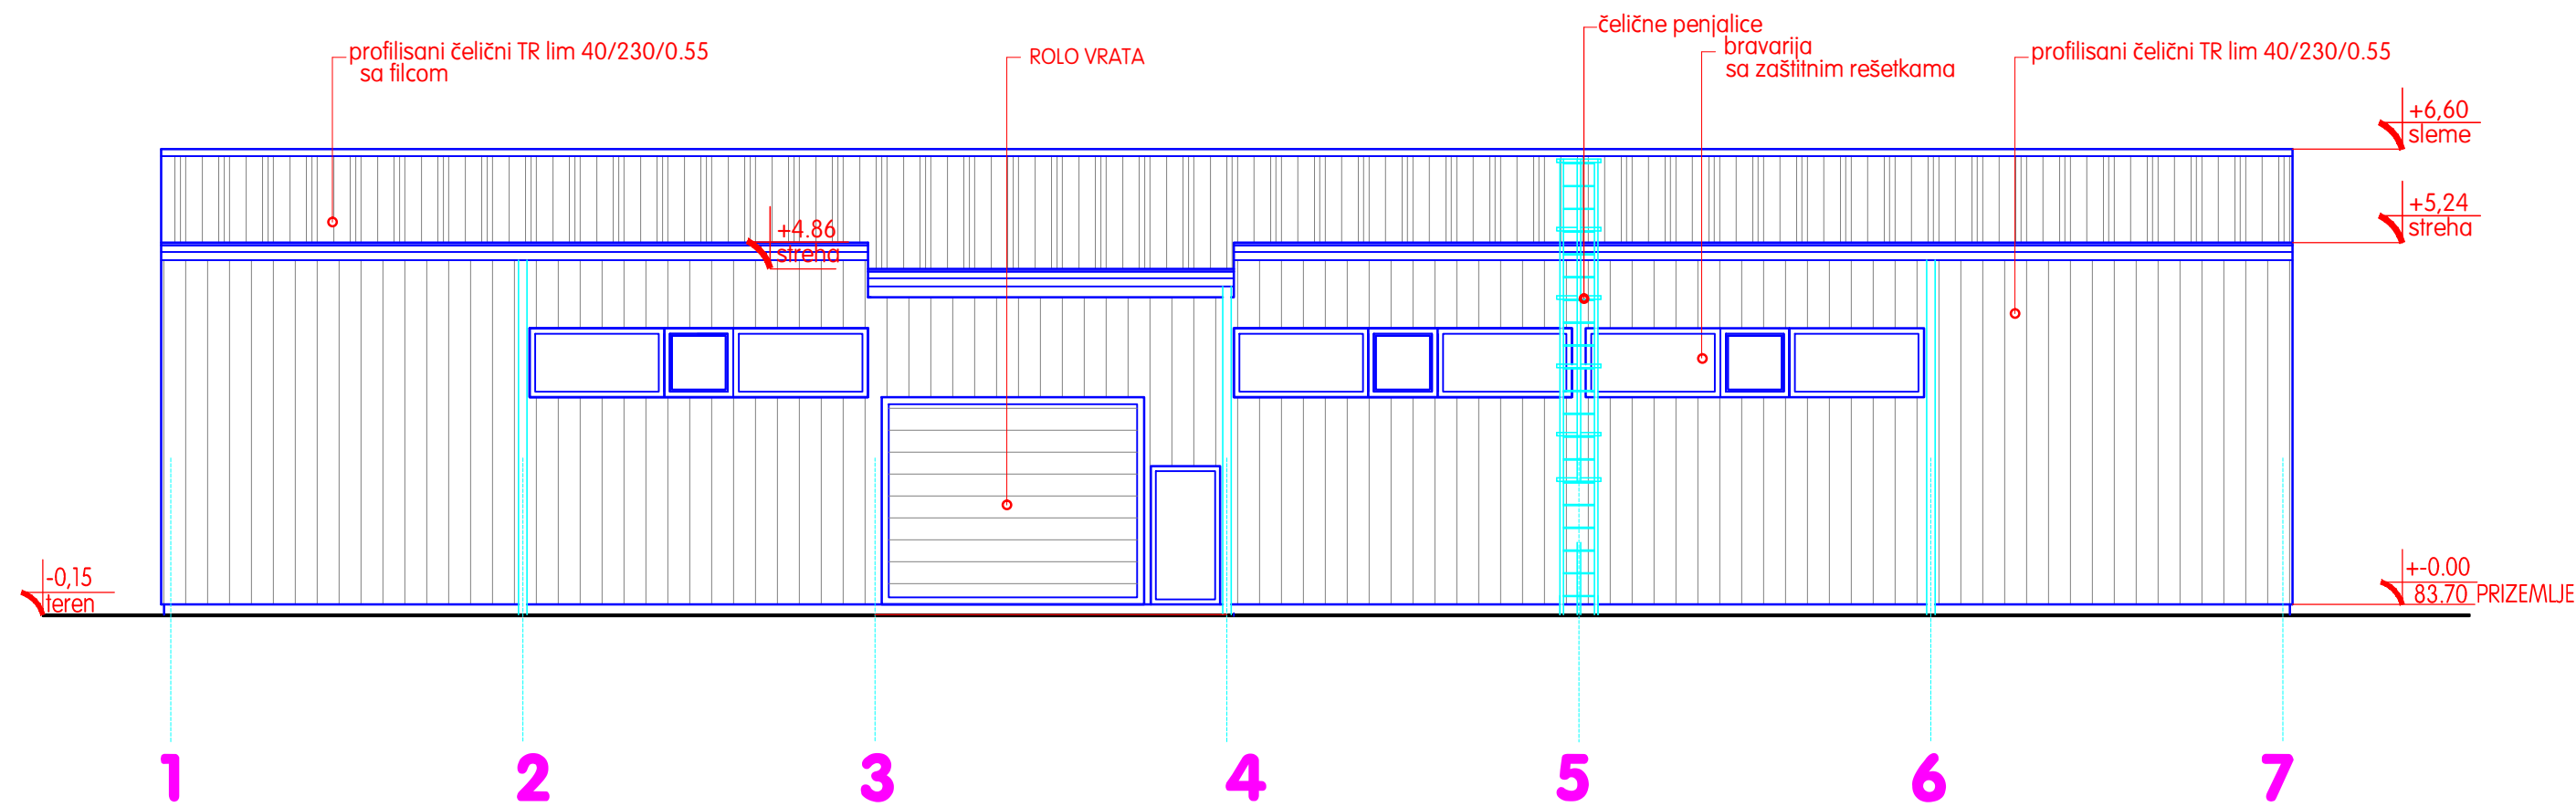 čelične penjalice
profilisani čelični TR lim 40/230/0.55
sa filcom
ROLO VRATA
bravarija
sa zaštitnim rešetkama
profilisani čelični TR lim 40/230/0.55
+6,60
sleme
+5,24
streha
+4.86
streha
-0,15
teren
+-0.00
83.70 PRIZEMLJE
1 2 3 4 5 6 7